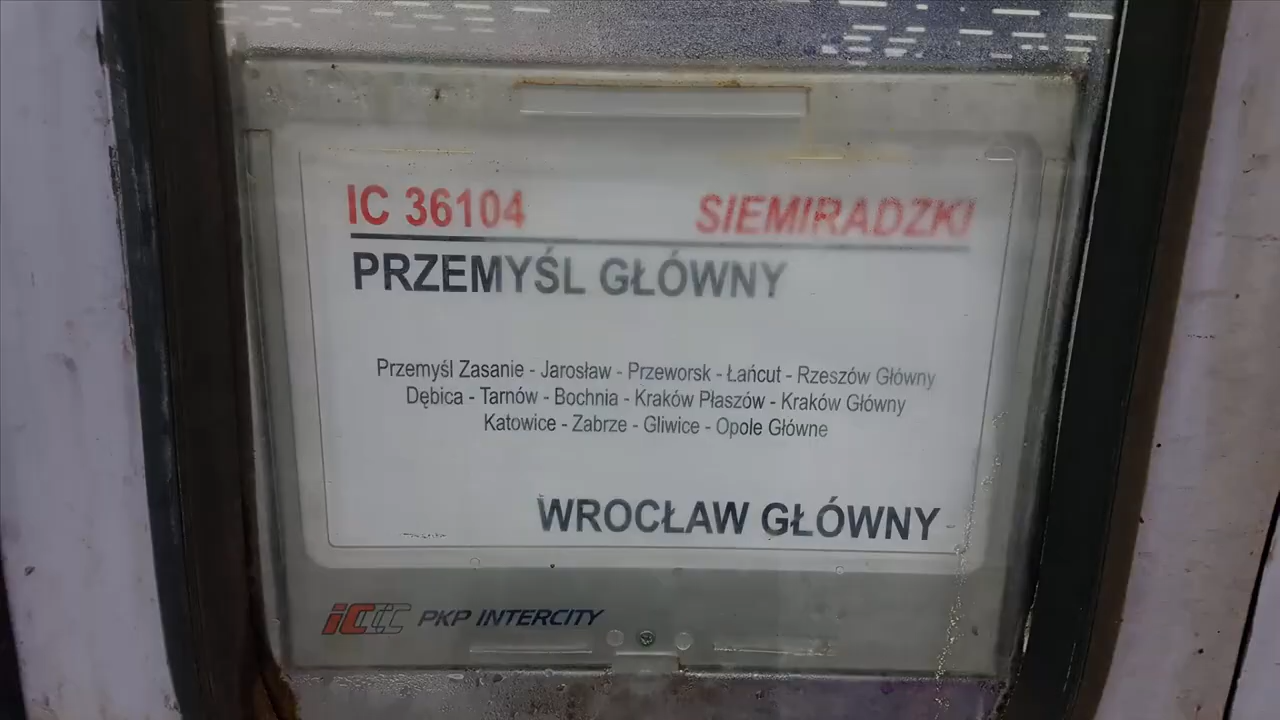 IC 36104 SIEMIRADZKI
PRZEMYŚL GŁÓWNY
Przemyśl Zasanie - Jarosław - Przeworsk - Łańcut - Rzeszów Główny
Dębica - Tarnów - Bochnia - Kraków Płaszów - Kraków Główny
Katowice - Zabrze - Gliwice - Opole Główne
WROCŁAW GŁÓWNY
IC PKP INTERCITY